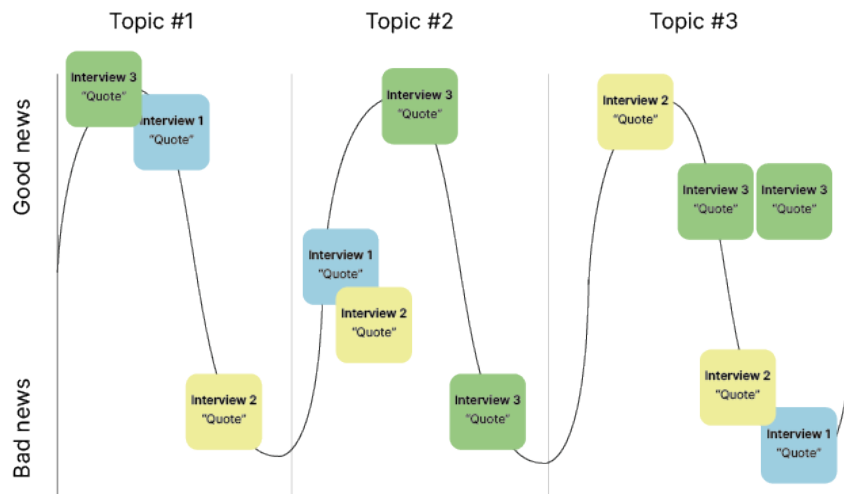 Topic #1
Topic #2
Topic #3
Good news
Bad news
Interview 3
"Quote"
Interview 1
"Quote"
Interview 2
"Quote"
Interview 3
"Quote"
Interview 1
"Quote"
Interview 2
"Quote"
Interview 3
"Quote"
Interview 2
"Quote"
Interview 3
"Quote"
Interview 3
"Quote"
Interview 2
"Quote"
Interview 1
"Quote"